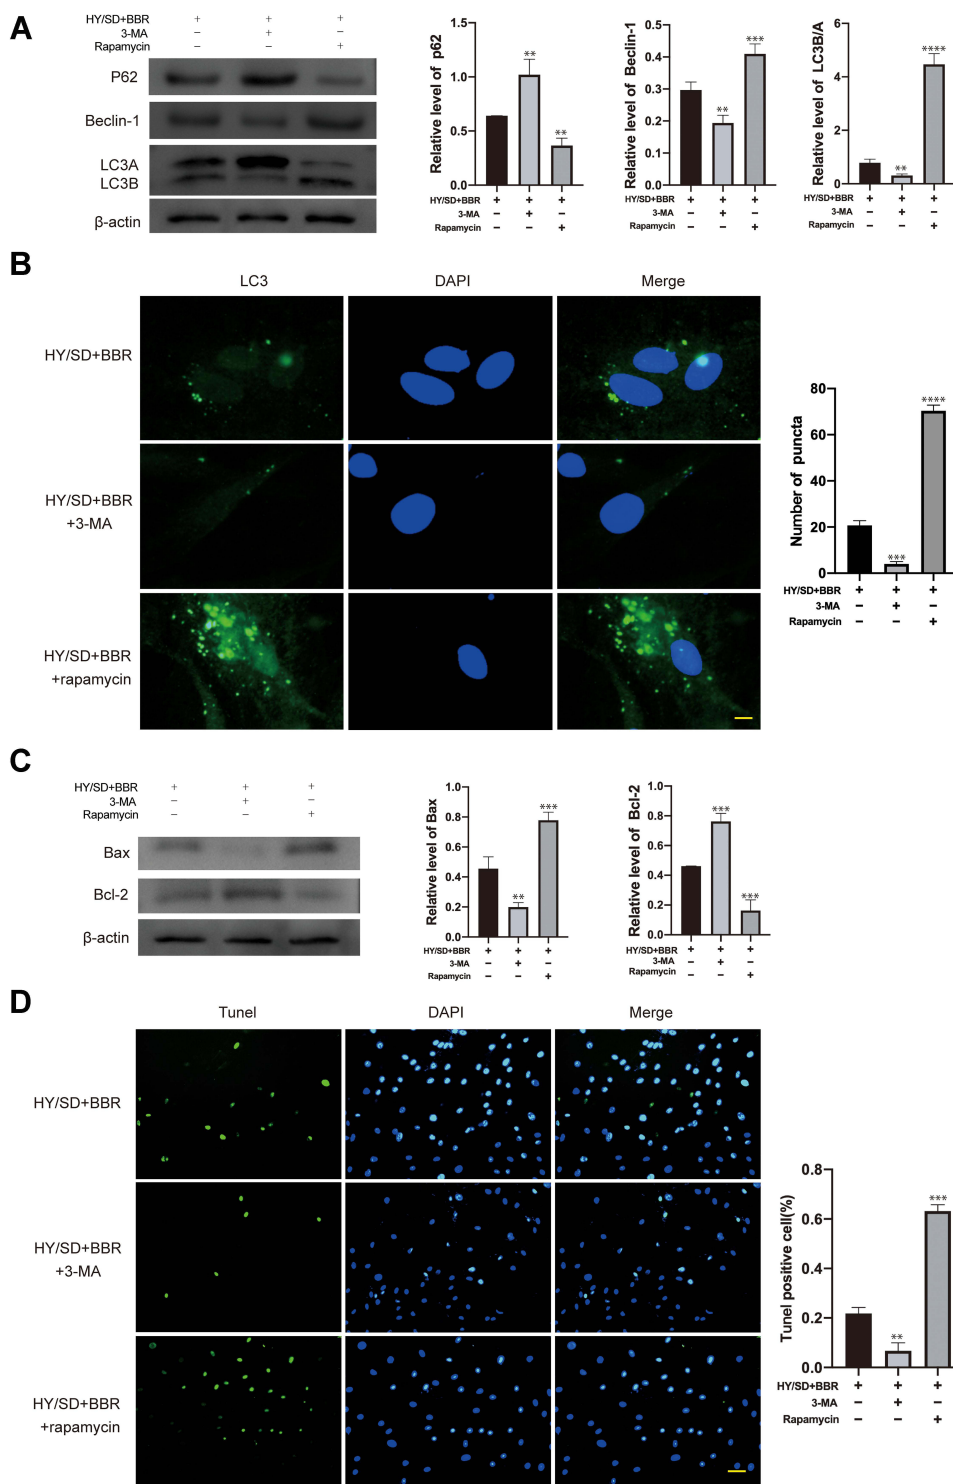 A
HY/SD+BBR + + +
3-MA − + −
Rapamycin − − +
P62
Beclin-1
LC3A
LC3B
β-actin
Relative level of p62
1.5
1.0
0.5
0.0
** **
HY/SD+BBR + + +
3-MA − + −
Rapamycin − − +
Relative level of Beclin-1
0.5
0.4
0.3
0.2
0.1
0.0
** ***
HY/SD+BBR + + +
3-MA − + −
Rapamycin − − +
Relative level of LC3B/A
6
4
2
0
** ****
HY/SD+BBR + + +
3-MA − + −
Rapamycin − − +
B
LC3 DAPI Merge
HY/SD+BBR
HY/SD+BBR
+3-MA
HY/SD+BBR
+rapamycin
Number of puncta
80
60
40
20
0
*** ****
HY/SD+BBR + + +
3-MA − + −
Rapamycin − − +
C
HY/SD+BBR + + +
3-MA − + −
Rapamycin − − +
Bax
Bcl-2
β-actin
Relative level of Bax
1.0
0.8
0.6
0.4
0.2
0.0
** ***
HY/SD+BBR + + +
3-MA − + −
Rapamycin − − +
Relative level of Bcl-2
1.0
0.8
0.6
0.4
0.2
0.0
*** ***
HY/SD+BBR + + +
3-MA − + −
Rapamycin − − +
D
Tunel DAPI Merge
HY/SD+BBR
HY/SD+BBR
+3-MA
HY/SD+BBR
+rapamycin
Tunel positive cell(%)
0.8
0.6
0.4
0.2
0.0
** ***
HY/SD+BBR + + +
3-MA − + −
Rapamycin − − +